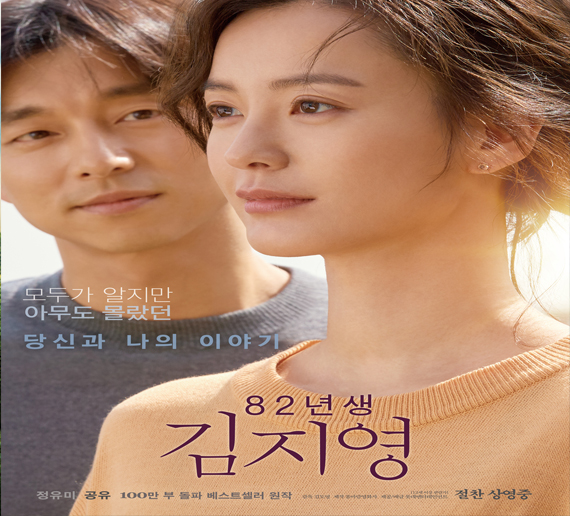 모두가 알지만
아무도 몰랐던
당신과 나의 이야기
82년생
김지영
정유미 공유 100만 부 돌파 베스트셀러 원작
절찬 상영중